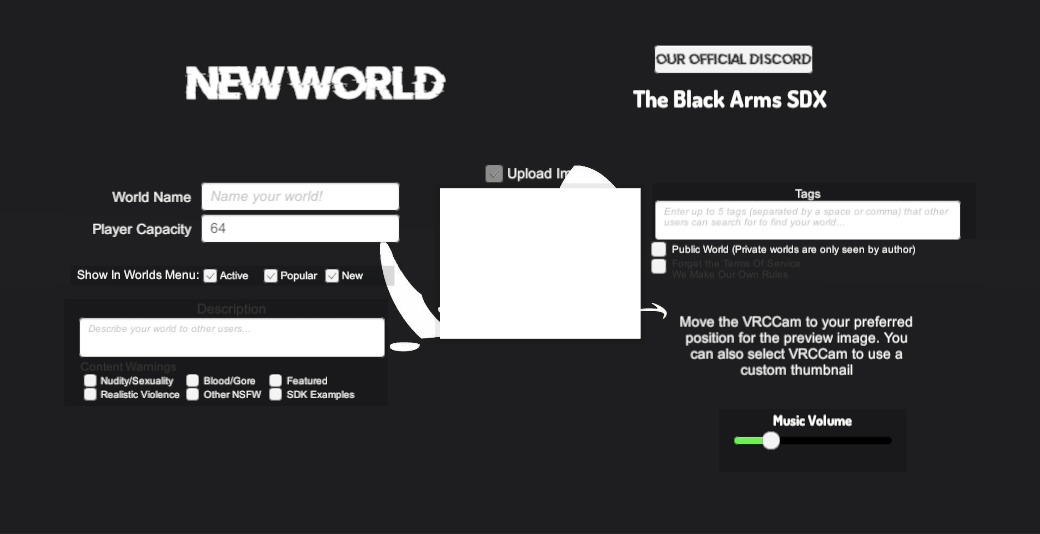 NEW WORLD
OUR OFFICIAL DISCORD
The Black Arms SDX
Upload
World Name
Name your world!
Player Capacity
64
Show In Worlds Menu:
Active
Popular
New
Description
Describe your world to other users...
Content Warnings
Nudity/Sexuality
Blood/Gore
Featured
Realistic Violence
Other NSFW
SDK Examples
Tags
Enter up to 5 tags (separated by a space or comma) that other
users can search for to find your world...
Public World (Private worlds are only seen by author)
Forget the Terms Of Service
We Make Our Own Rules
Move the VRCCam to your preferred
position for the preview image. You
can also select VRCCam to use a
custom thumbnail
Music Volume